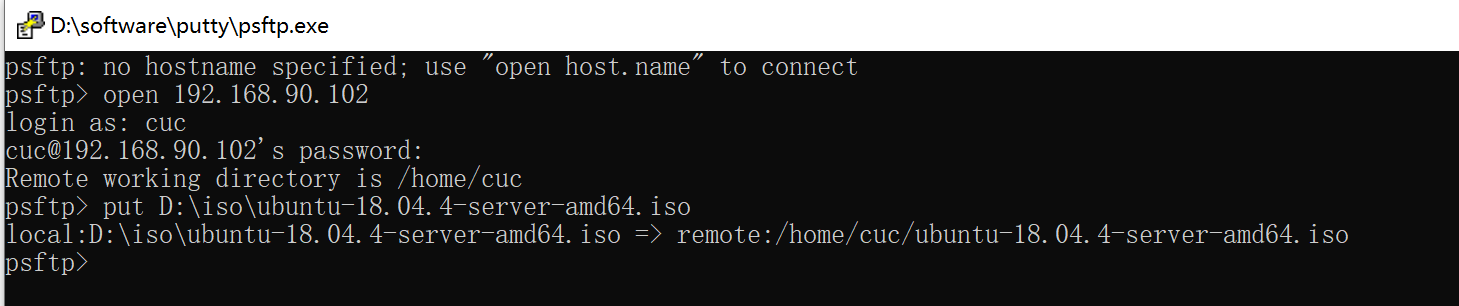 D:\software\putty\psftp.exe
psftp: no hostname specified; use "open host.name" to connect
psftp> open 192.168.90.102
login as: cuc
cuc@192.168.90.102's password:
Remote working directory is /home/cuc
psftp> put D:\iso\ubuntu-18.04.4-server-amd64.iso
local:D:\iso\ubuntu-18.04.4-server-amd64.iso => remote:/home/cuc/ubuntu-18.04.4-server-amd64.iso
psftp>